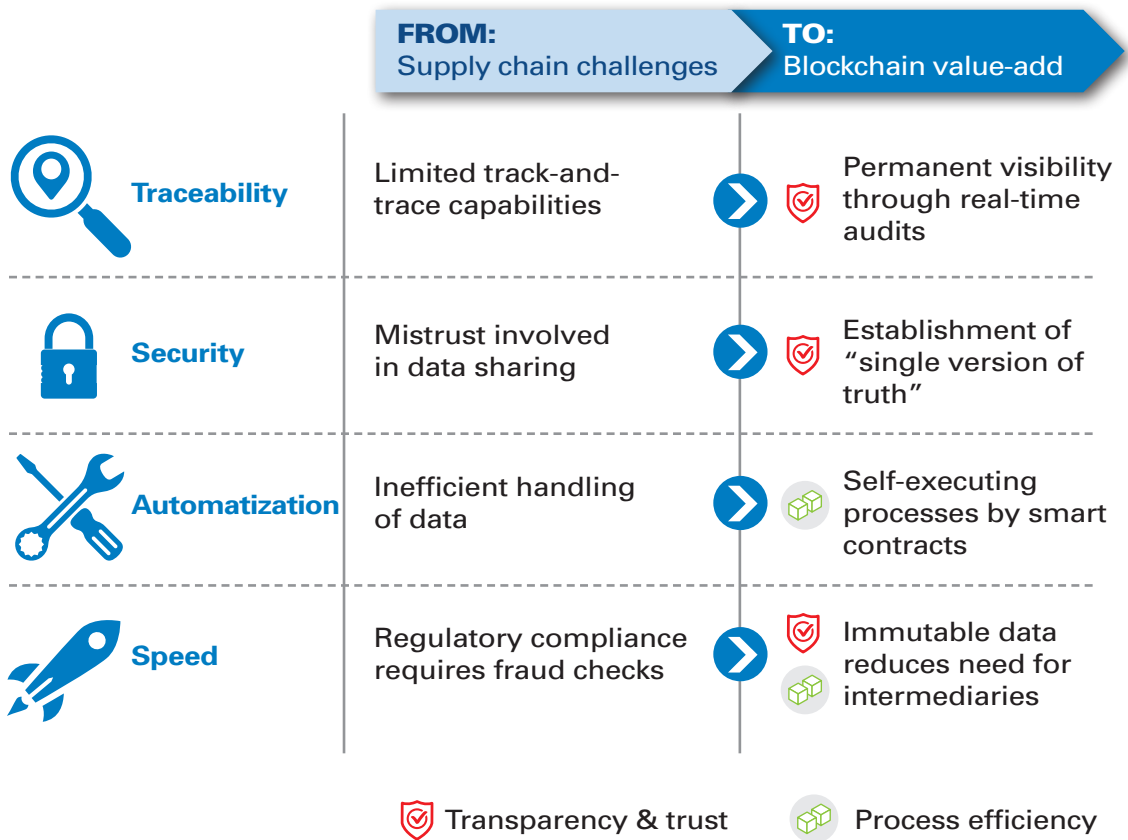 FROM:
Supply chain challenges
TO:
Blockchain value-add
Traceability
Limited track-and-
trace capabilities
Permanent visibility
through real-time
audits
Security
Mistrust involved
in data sharing
Establishment of
“single version of
truth”
Automatization
Inefficient handling
of data
Self-executing
processes by smart
contracts
Speed
Regulatory compliance
requires fraud checks
Immutable data
reduces need for
intermediaries
Transparency & trust
Process efficiency